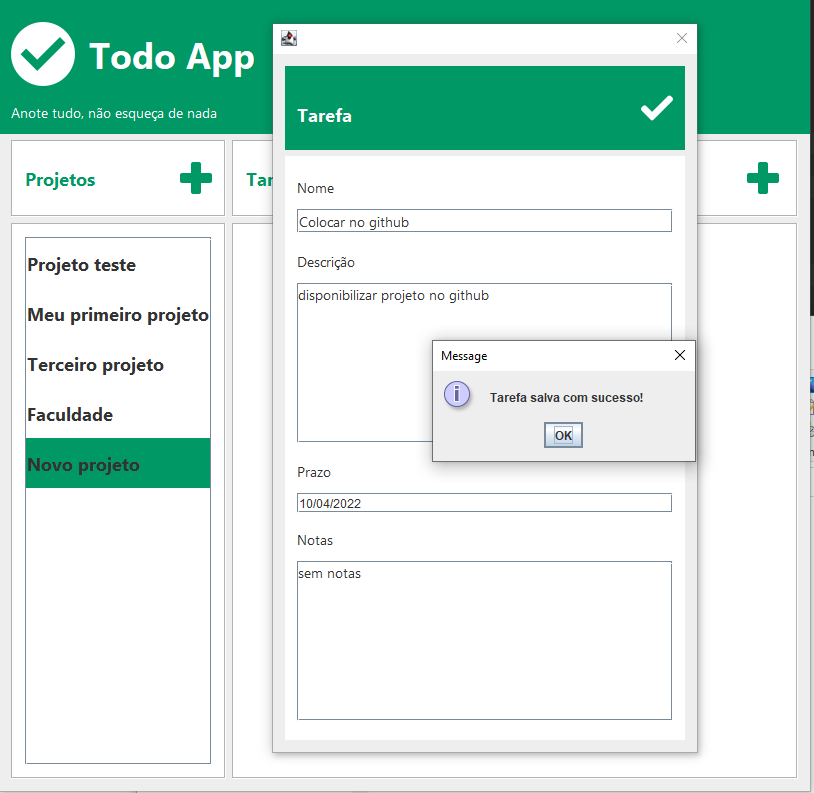 Todo App
Anote tudo, não esqueça de nada
Projetos
Projeto teste
Meu primeiro projeto
Terceiro projeto
Faculdade
Novo projeto
Tarefa
Nome
Colocar no github
Descrição
disponibilizar projeto no github
Prazo
10/04/2022
Notas
sem notas
Message
Tarefa salva com sucesso!
OK